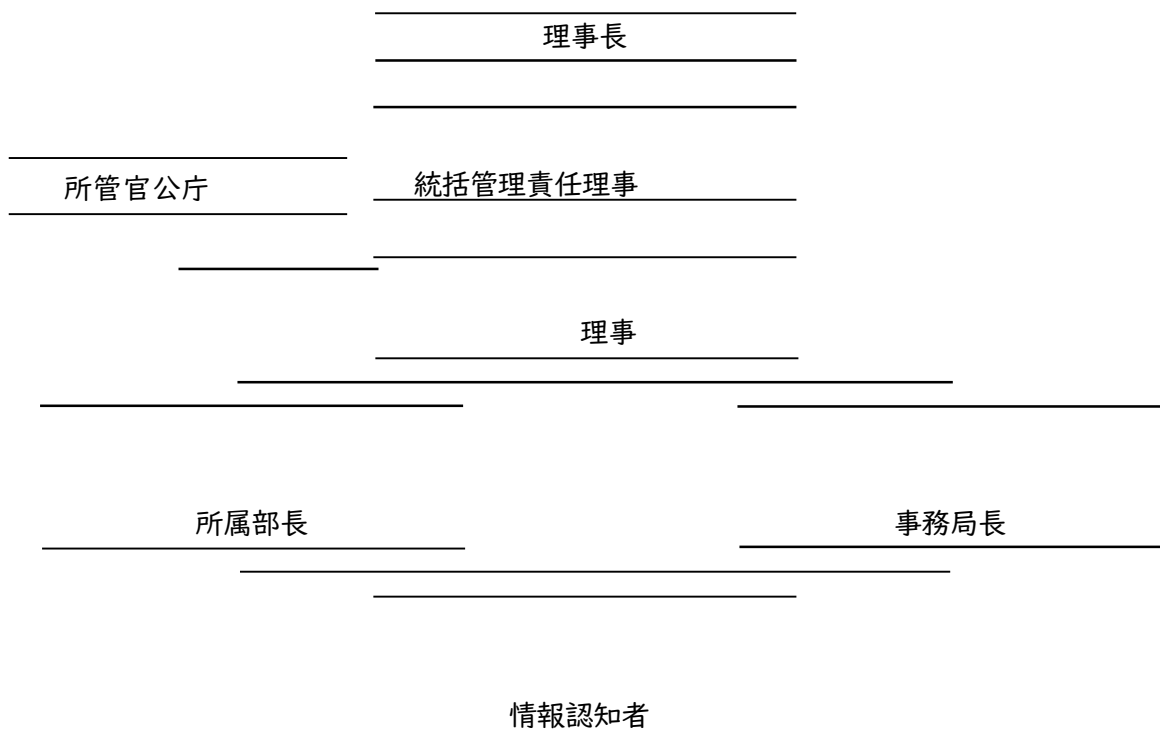 理事長
所管官公庁
統括管理責任理事
理事
所属部長
事務局長
情報認知者